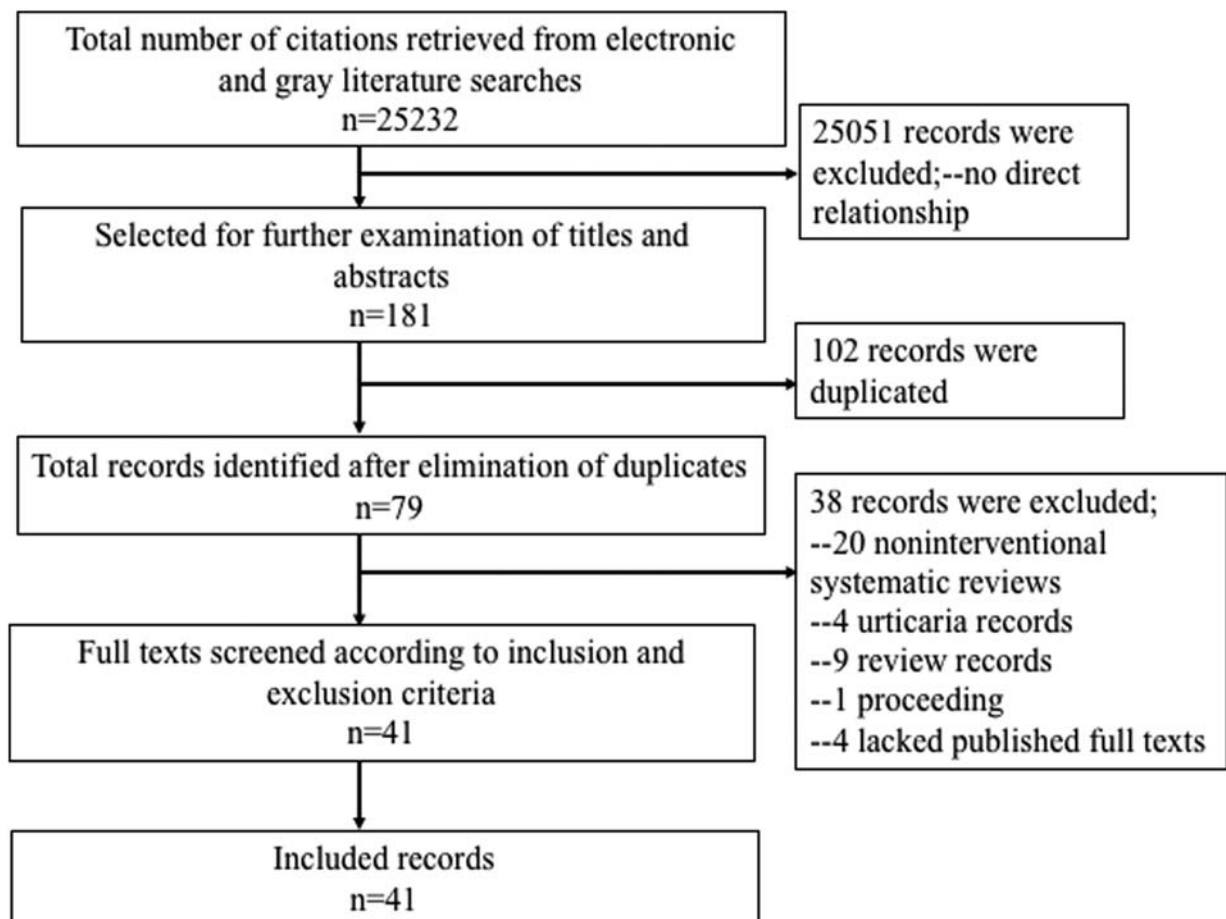 Total number of citations retrieved from electronic
and gray literature searches
n=25232
25051 records were
excluded;--no direct
relationship
Selected for further examination of titles and
abstracts
n=181
102 records were
duplicated
Total records identified after elimination of duplicates
n=79
38 records were excluded;
--20 noninterventional
systematic reviews
--4 urticaria records
--9 review records
--1 proceeding
--4 lacked published full texts
Full texts screened according to inclusion and
exclusion criteria
n=41
Included records
n=41